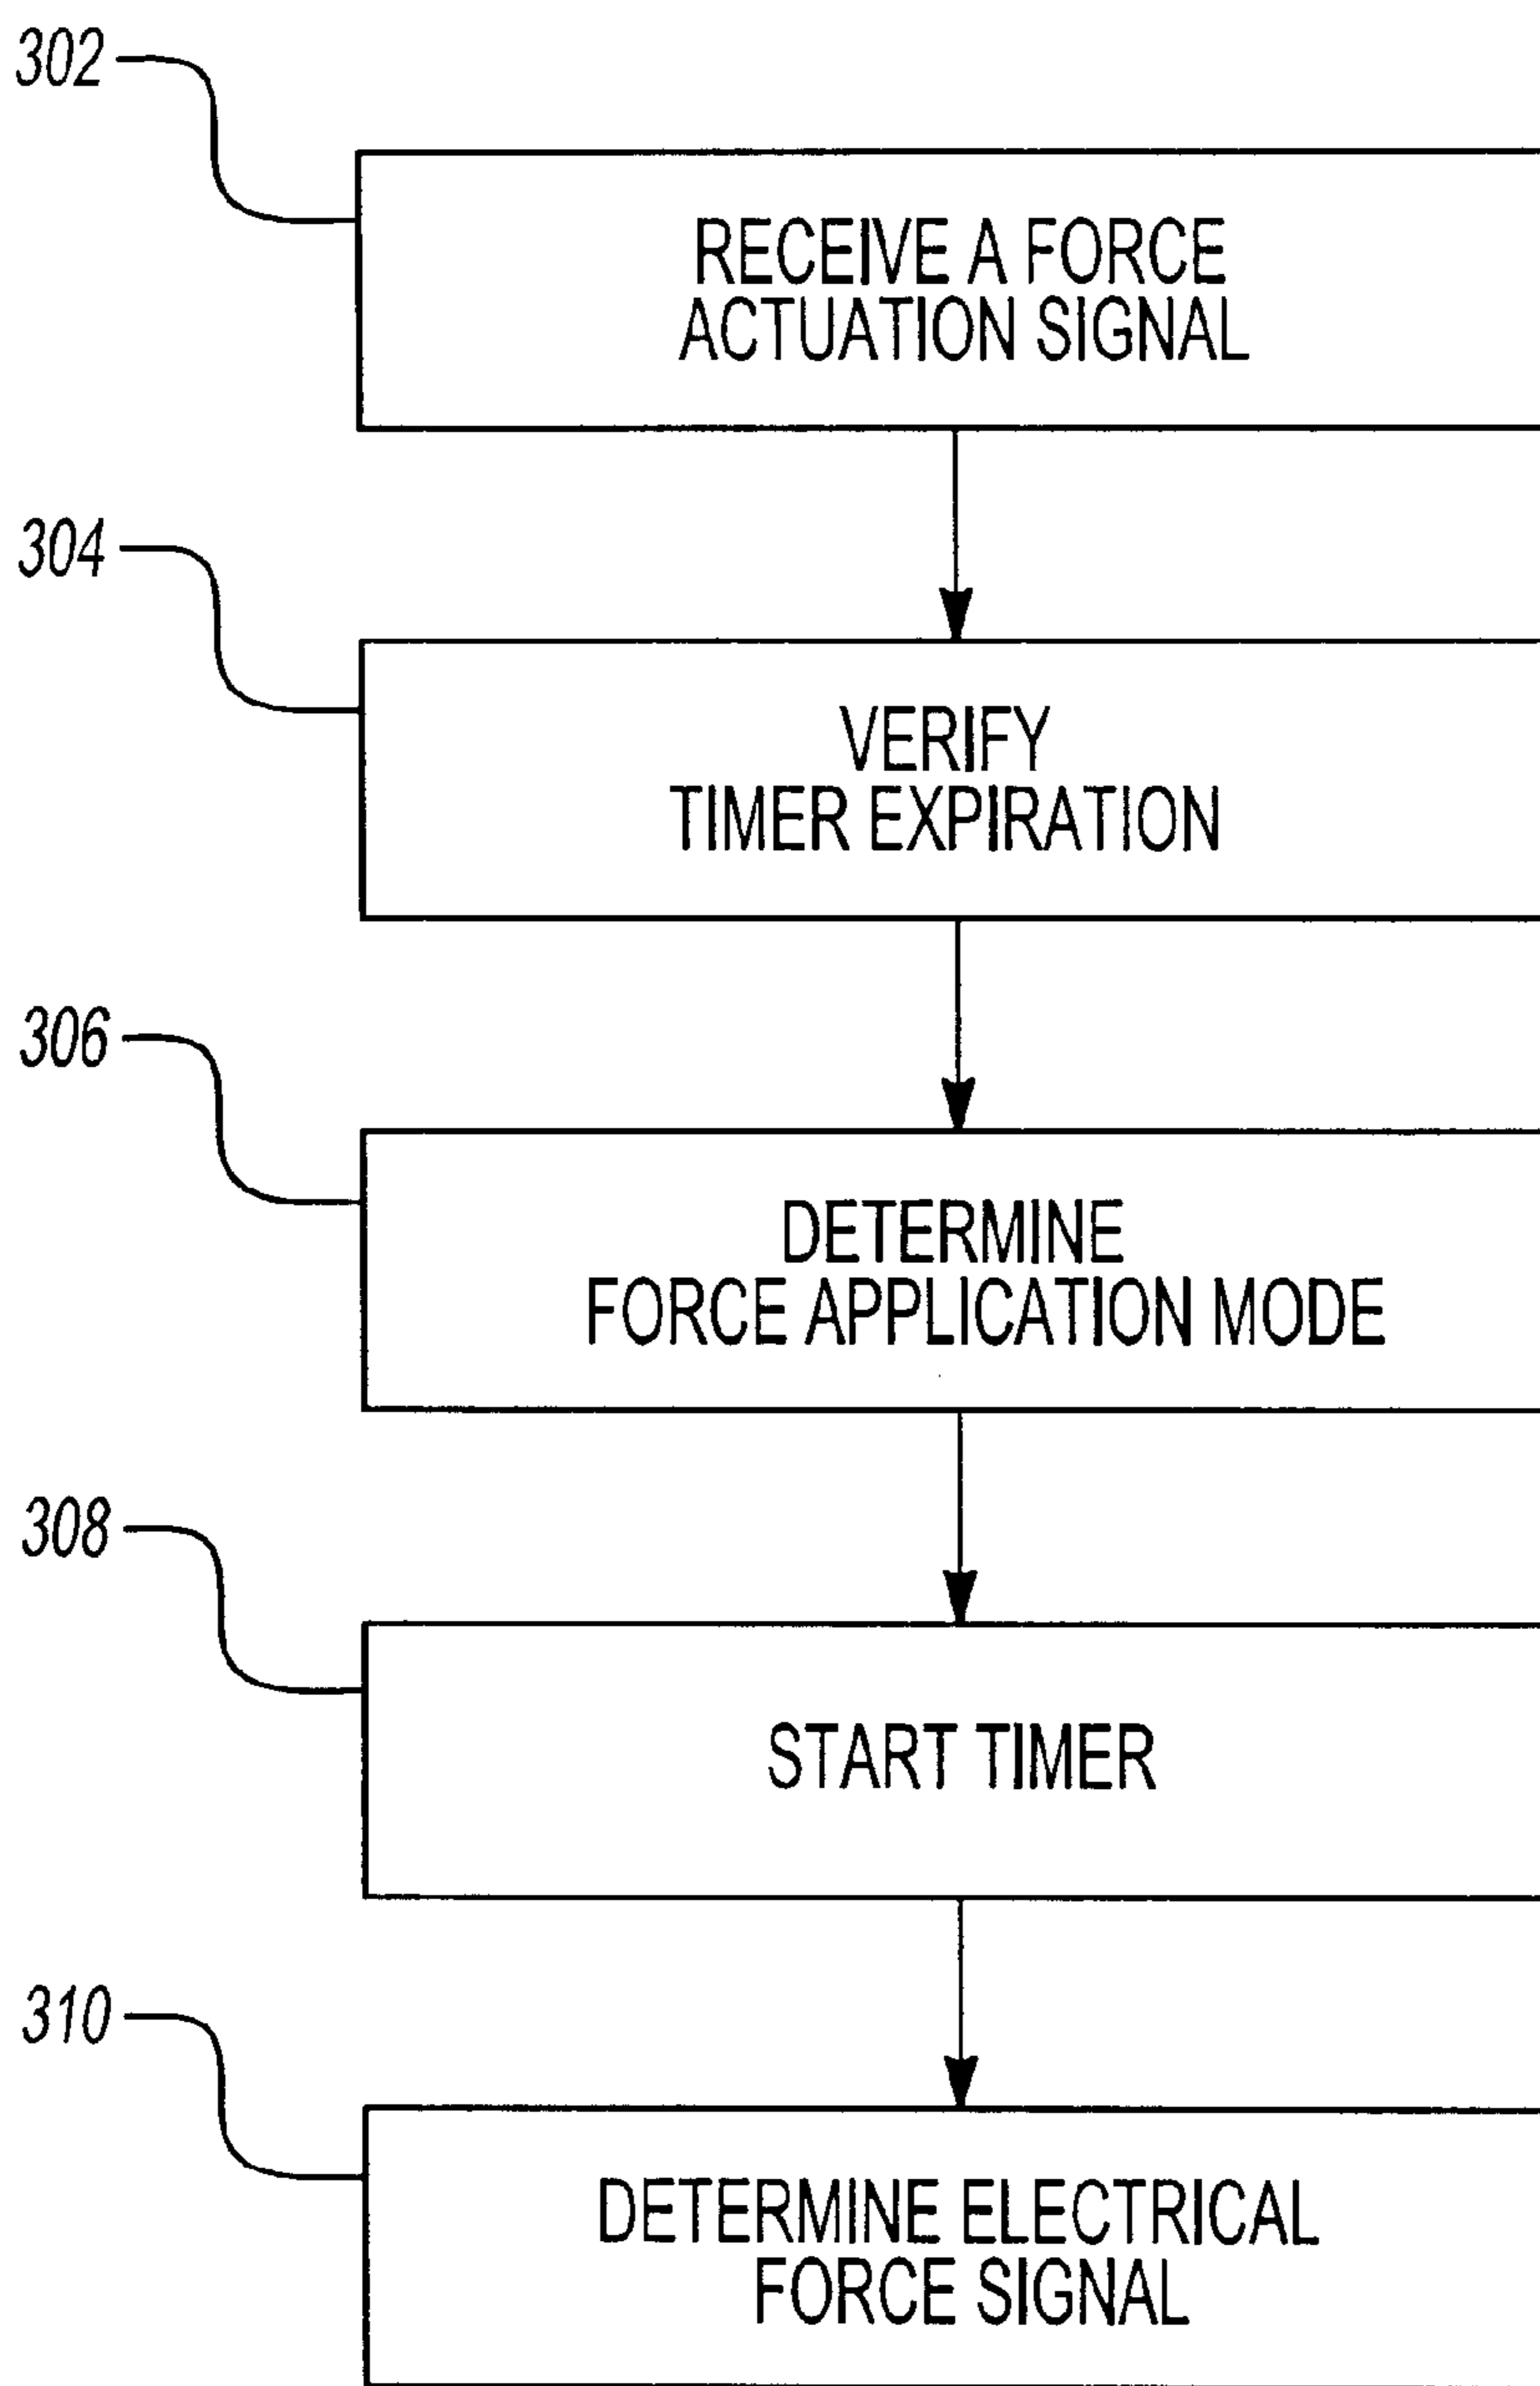 302
RECEIVE A FORCE
ACTUATION SIGNAL
304
VERIFY
TIMER EXPIRATION
306
DETERMINE
FORCE APPLICATION MODE
308
START TIMER
310
DETERMINE ELECTRICAL
FORCE SIGNAL